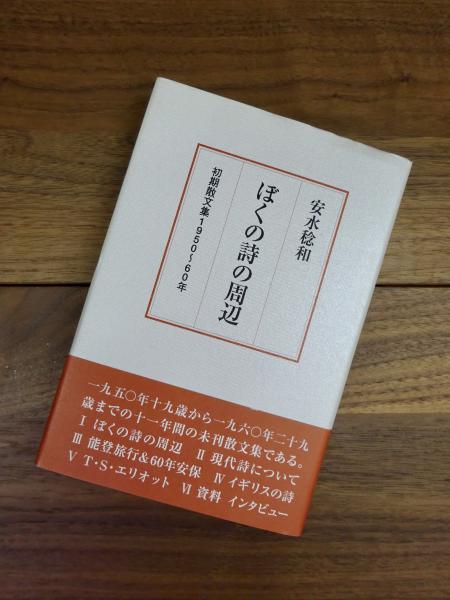 安水稔和
ぼくの詩の周辺
初期散文集1950〜60年
一九五〇年十九歳から一九六〇年二十九
歳までの十一年間の未刊散文集である。
Ⅰ ぼくの詩の周辺 Ⅱ 現代詩について
Ⅲ 能登旅行&60年安保 Ⅳ イギリスの詩
Ⅴ T・S・エリオット Ⅵ 資料 インタビュー